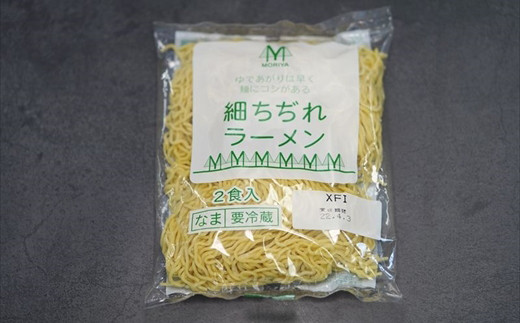 MORIYA
ゆであがりは早く
麺にコシがある
細ちぢれ
ラーメン
2食入
なま 要冷蔵
XFI
22.4.3